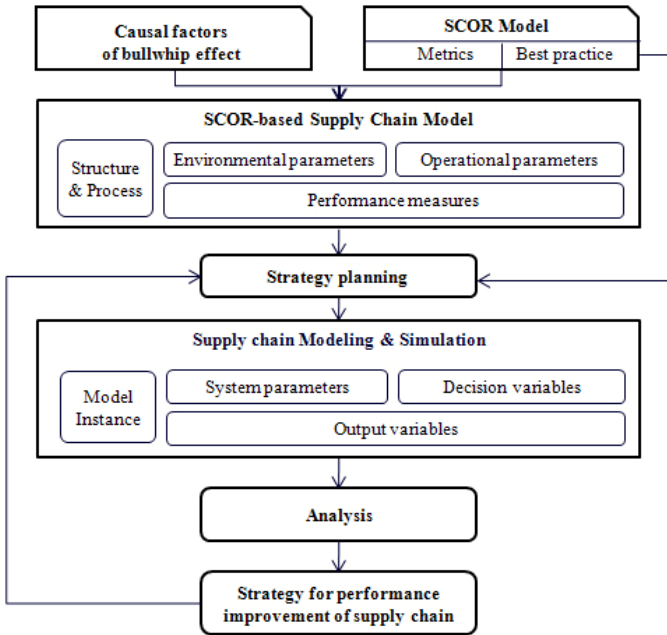 Causal factors
of bullwhip effect
SCOR Model
Metrics
Best practice
SCOR-based Supply Chain Model
Structure
& Process
Environmental parameters
Operational parameters
Performance measures
Strategy planning
Supply chain Modeling & Simulation
Model
Instance
System parameters
Decision variables
Output variables
Analysis
Strategy for performance
improvement of supply chain